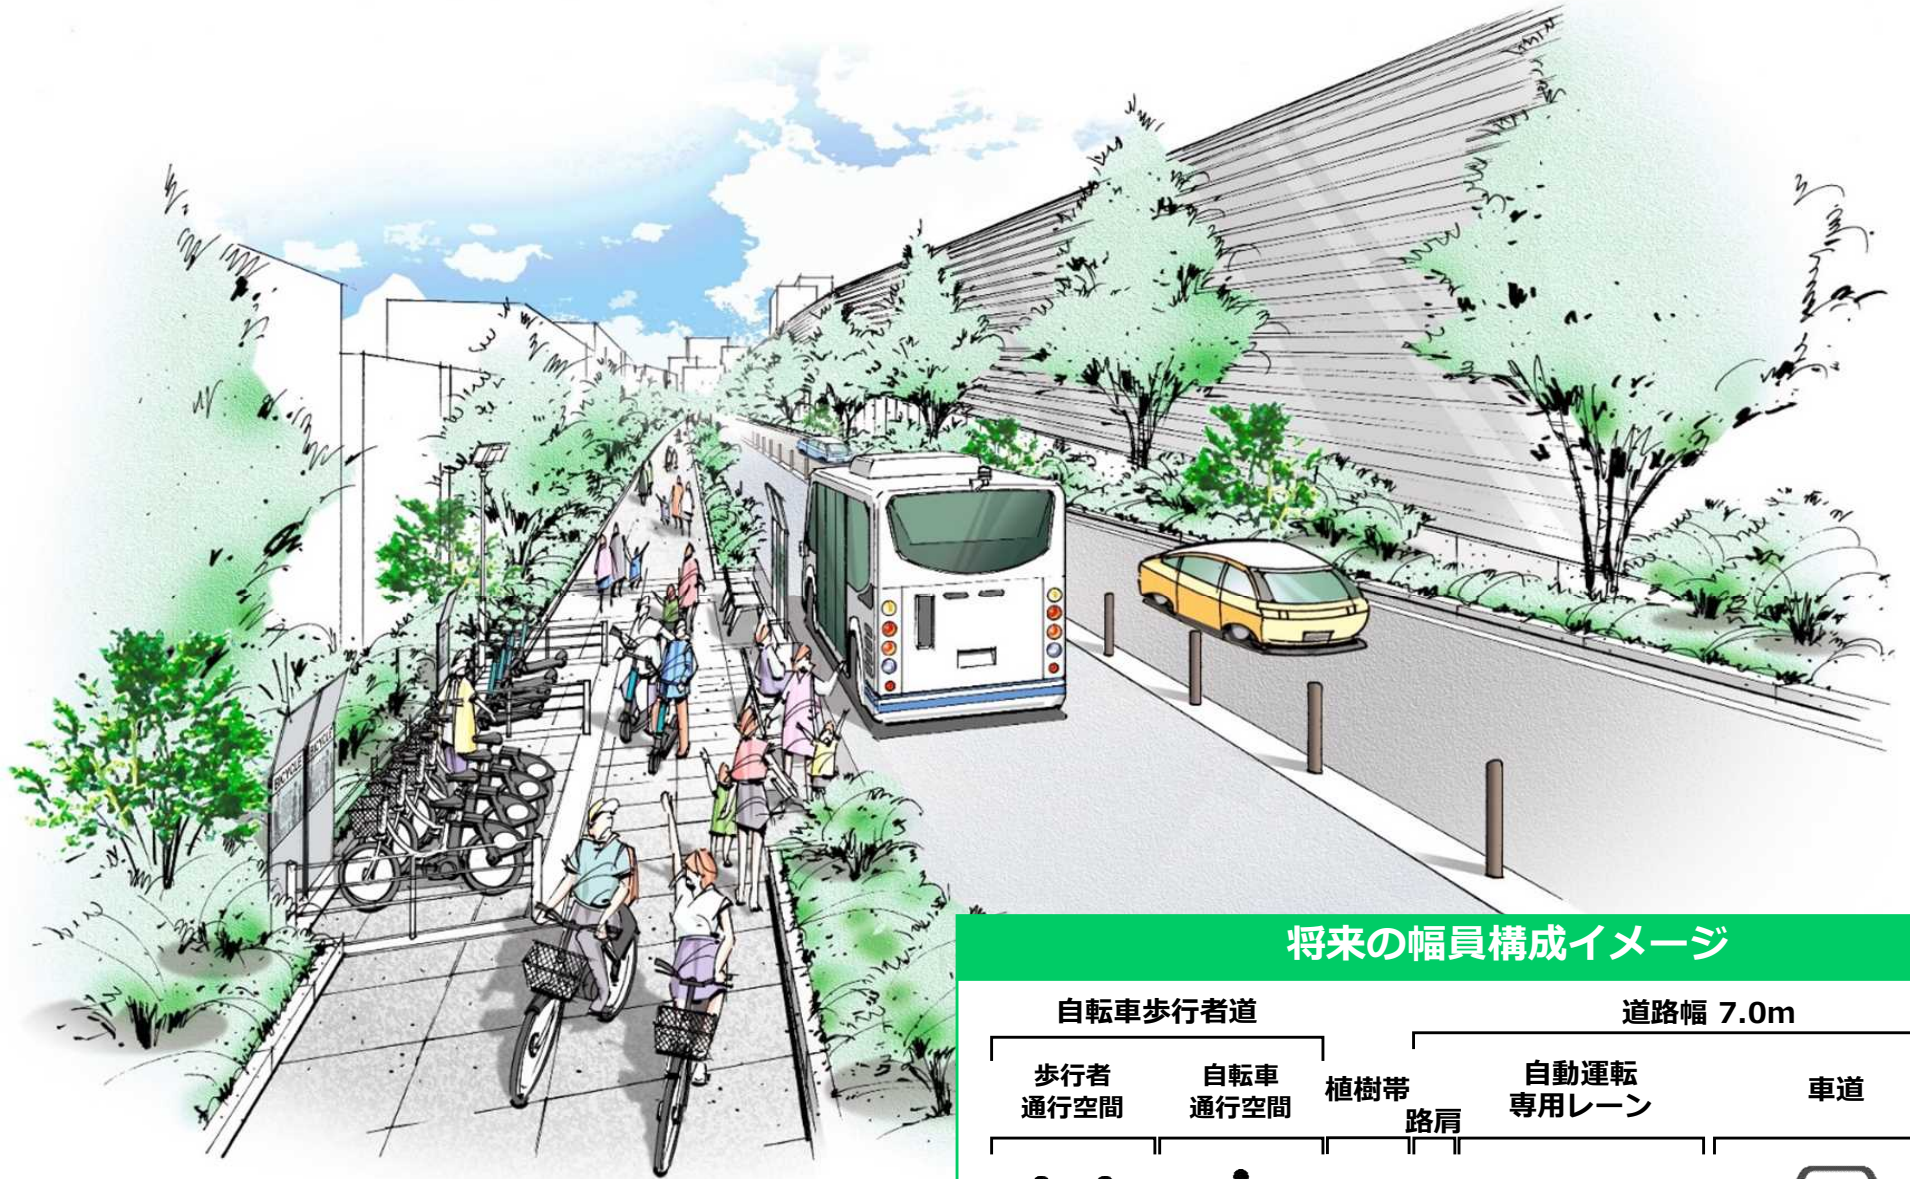 BICYCLE
BICYCLE
将来の幅員構成イメージ
自転車歩行者道
道路幅 7.0m
歩行者
通行空間
自転車
通行空間
植樹帯
路肩
自動運転
専用レーン
車道